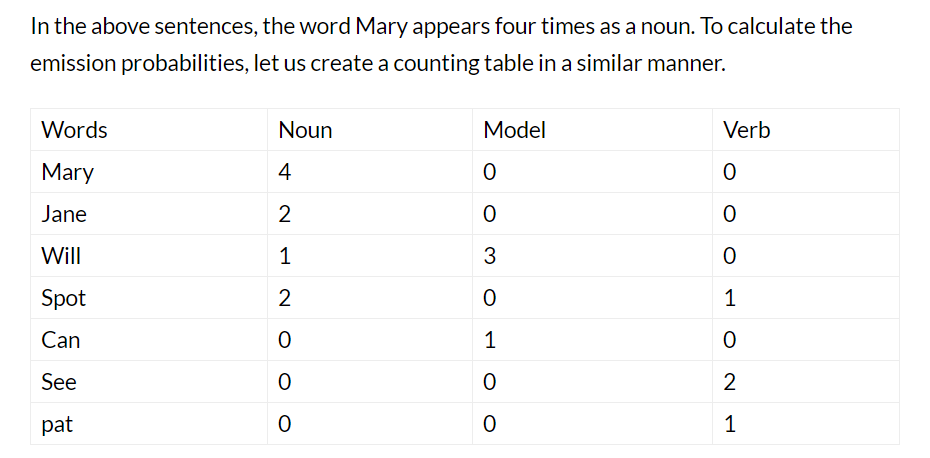 In the above sentences, the word Mary appears four times as a noun. To calculate the
emission probabilities, let us create a counting table in a similar manner.
Words Noun Model Verb
Mary 4 0 0
Jane 2 0 0
Will 1 3 0
Spot 2 0 1
Can 0 1 0
See 0 0 2
pat 0 0 1